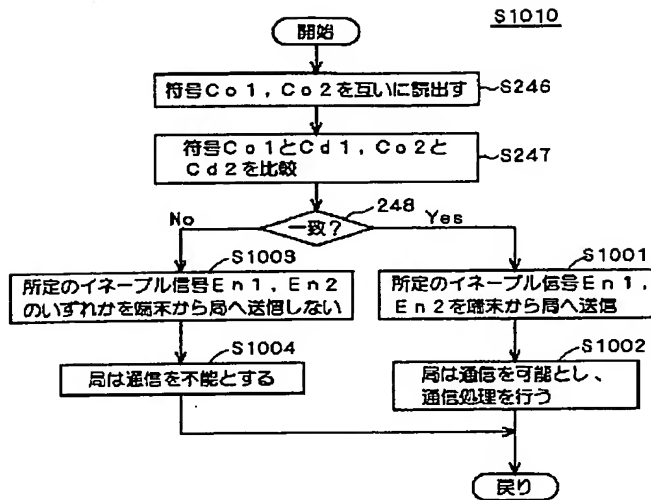 S1010
開始
符号Co1，Co2を互いに読出す
S246
符号Co1とCd1，Co2と
Cd2を比較
S247
248
一致？
No
Yes
S1003
所定のイネーブル信号En1，En2
のいずれかを端末から局へ送信しない
S1001
所定のイネーブル信号En1，
En2を端末から局へ送信
S1004
局は通信を不能とする
S1002
局は通信を可能とし、
通信処理を行う
戻り